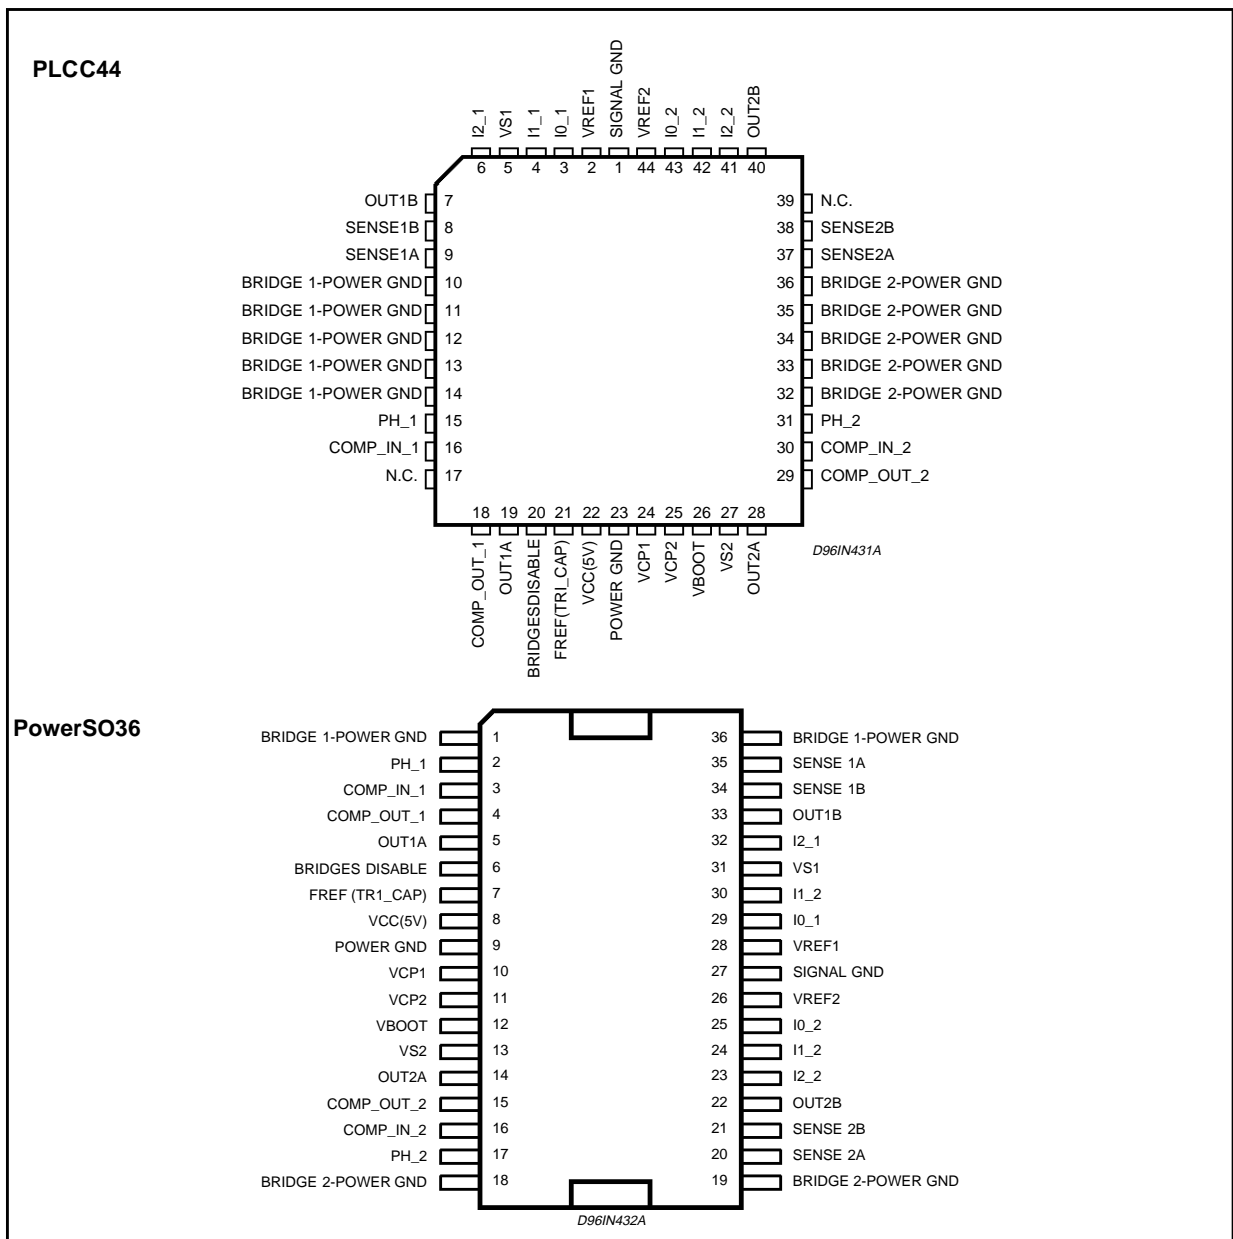 PLCC44
I2_1
VS1
I1_1
I0_1
VREF1
SIGNAL GND
VREF2
I0_2
I1_2
I2_2
OUT2B
6 5 4 3 2 1 44 43 42 41 40
OUT1B 7 39 N.C.
SENSE1B 8 38 SENSE2B
SENSE1A 9 37 SENSE2A
BRIDGE 1-POWER GND 10 36 BRIDGE 2-POWER GND
BRIDGE 1-POWER GND 11 35 BRIDGE 2-POWER GND
BRIDGE 1-POWER GND 12 34 BRIDGE 2-POWER GND
BRIDGE 1-POWER GND 13 33 BRIDGE 2-POWER GND
BRIDGE 1-POWER GND 14 32 BRIDGE 2-POWER GND
PH_1 15 31 PH_2
COMP_IN_1 16 30 COMP_IN_2
N.C. 17 29 COMP_OUT_2
18 19 20 21 22 23 24 25 26 27 28
COMP_OUT_1
OUT1A
BRIDGESDISABLE
FREF(TRI_CAP)
VCC(5V)
POWER GND
VCP1
VCP2
VBOOT
VS2
OUT2A
D96IN431A
PowerSO36
BRIDGE 1-POWER GND 1 36 BRIDGE 1-POWER GND
PH_1 2 35 SENSE 1A
COMP_IN_1 3 34 SENSE 1B
COMP_OUT_1 4 33 OUT1B
OUT1A 5 32 I2_1
BRIDGES DISABLE 6 31 VS1
FREF (TR1_CAP) 7 30 I1_2
VCC(5V) 8 29 I0_1
POWER GND 9 28 VREF1
VCP1 10 27 SIGNAL GND
VCP2 11 26 VREF2
VBOOT 12 25 I0_2
VS2 13 24 I1_2
OUT2A 14 23 I2_2
COMP_OUT_2 15 22 OUT2B
COMP_IN_2 16 21 SENSE 2B
PH_2 17 20 SENSE 2A
BRIDGE 2-POWER GND 18 19 BRIDGE 2-POWER GND
D96IN432A